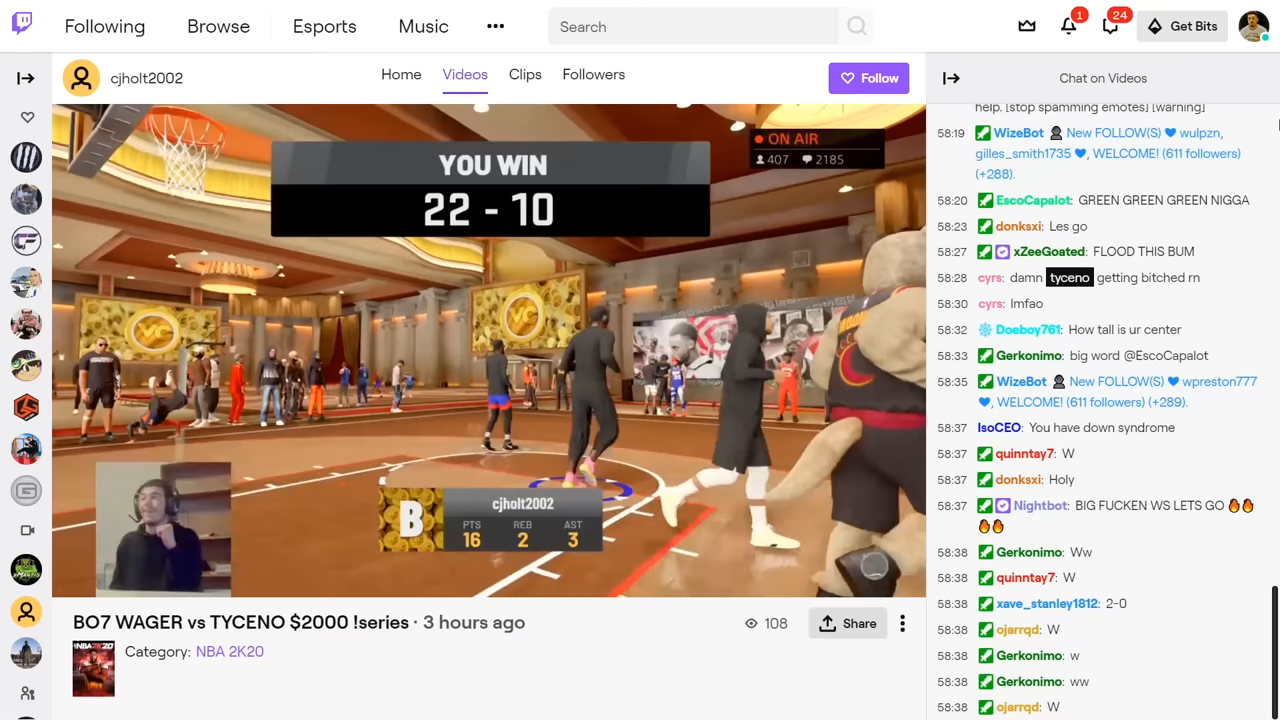 Following Browse Esports Music ••• Search 1 24 Get Bits
cjholt2002 Home Videos Clips Followers Follow
Chat on Videos
YOU WIN
22 - 10
ON AIR
407 2185
cjholt2002
B PTS REB AST
16 2 3
BO7 WAGER vs TYCENO $2000 !series · 3 hours ago 108 Share
NBA 2K20
Category: NBA 2K20
help. [stop spamming emotes] [warning]
58:19 WizeBot New FOLLOW(S) ♥ wulpzn,
gilles_smith1735 ♥, WELCOME! (611 followers)
(+288).
58:20 EscoCapalot: GREEN GREEN GREEN NIGGA
58:23 donksxi: Les go
58:27 xZeeGoated: FLOOD THIS BUM
58:28 cyrs: damn tyceno getting bitched rn
58:30 cyrs: lmfao
58:32 Doeboy761: How tall is ur center
58:33 Gerkonimo: big word @EscoCapalot
58:35 WizeBot New FOLLOW(S) ♥ wpreston777
♥, WELCOME! (611 followers) (+289).
58:37 IsoCEO: You have down syndrome
58:37 quinntay7: W
58:37 donksxi: Holy
58:37 Nightbot: BIG FUCKEN WS LETS GO 🔥🔥
🔥🔥
58:38 Gerkonimo: Ww
58:38 quinntay7: W
58:38 xave_stanley1812: 2-0
58:38 ojarrqd: W
58:38 Gerkonimo: w
58:38 Gerkonimo: ww
58:38 ojarrqd: W